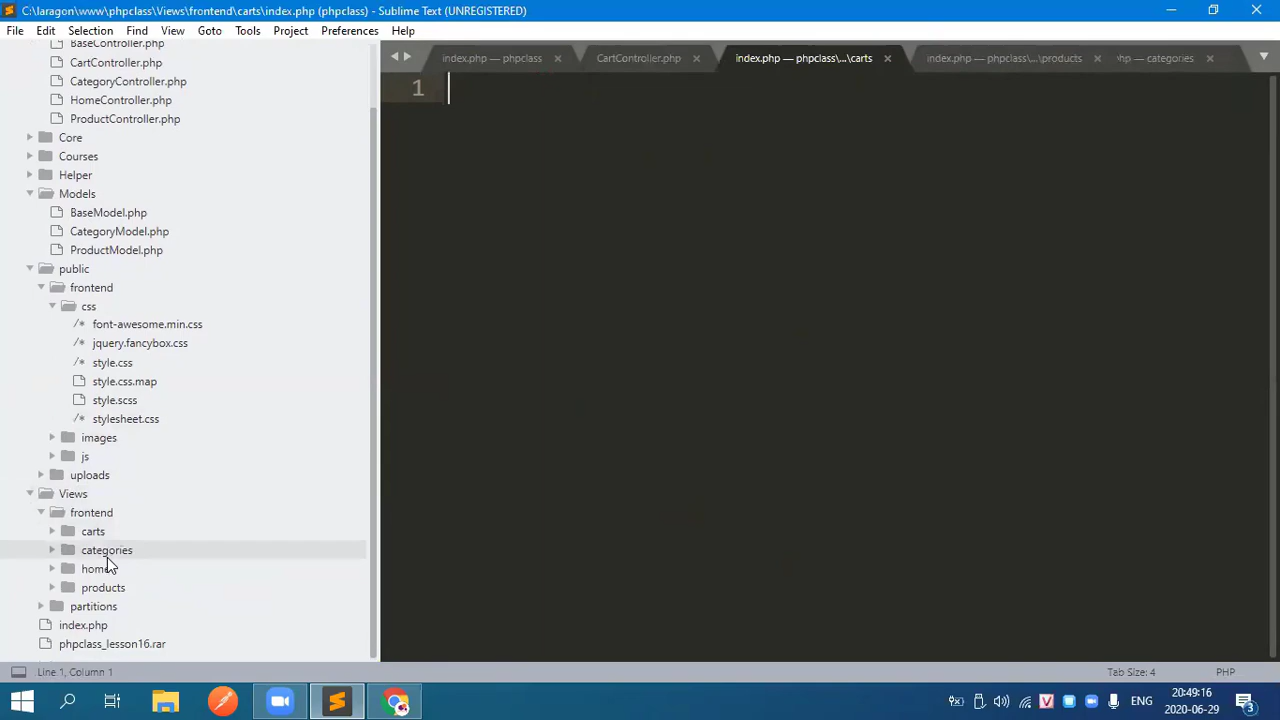 C:\laragon\www\phpclass\Views\frontend\carts\index.php (phpclass) - Sublime Text (UNREGISTERED)
File Edit Selection Find View Goto Tools Project Preferences Help
BaseController.php
CartController.php
CategoryController.php
HomeController.php
ProductController.php
Core
Courses
Helper
Models
BaseModel.php
CategoryModel.php
ProductModel.php
public
frontend
css
font-awesome.min.css
jquery.fancybox.css
style.css
style.css.map
style.scss
stylesheet.css
images
js
uploads
Views
frontend
carts
categories
home
products
partitions
index.php
phpclass_lesson16.rar
index.php — phpclass CartController.php index.php — phpclass\...\carts index.php — phpclass\...\products hp — categories
1
Line 1, Column 1 Tab Size: 4 PHP
ENG
20:49:16
2020-06-29
3